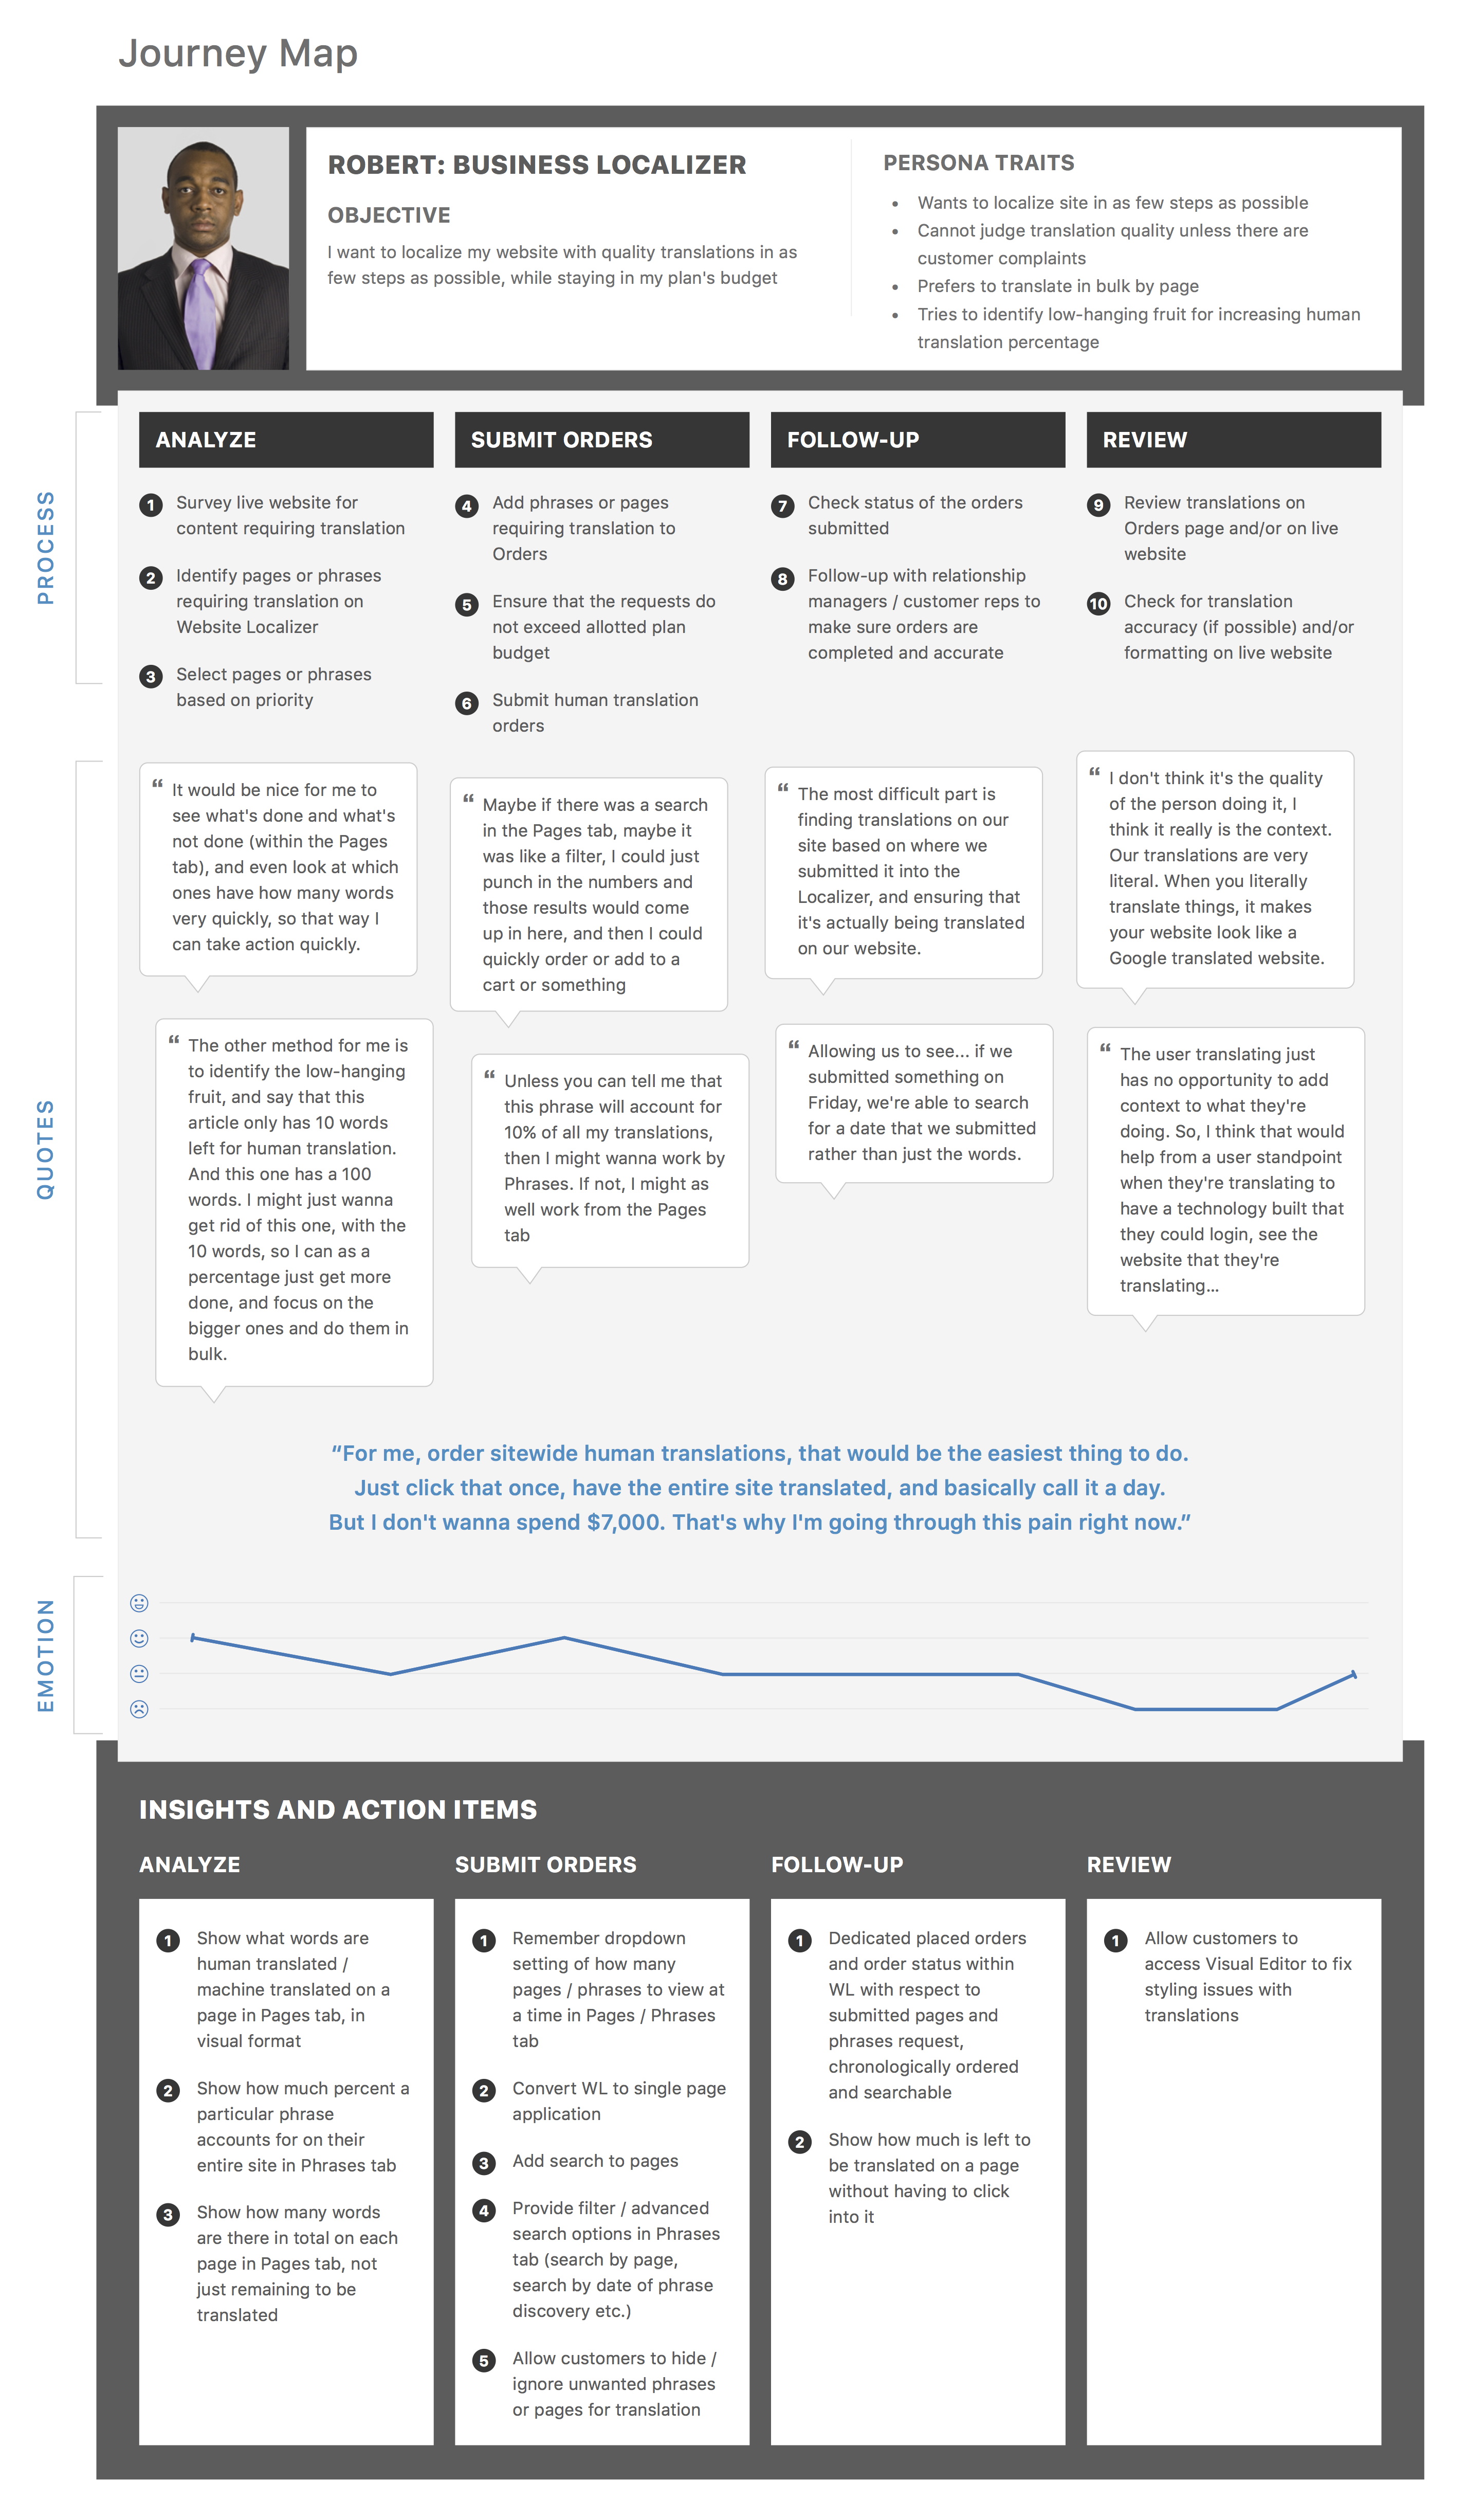 Journey Map
ROBERT: BUSINESS LOCALIZER
OBJECTIVE
I want to localize my website with quality translations in as
few steps as possible, while staying in my plan's budget
PERSONA TRAITS
• Wants to localize site in as few steps as possible
• Cannot judge translation quality unless there are
customer complaints
• Prefers to translate in bulk by page
• Tries to identify low-hanging fruit for increasing human
translation percentage
PROCESS
ANALYZE
1 Survey live website for
content requiring translation
2 Identify pages or phrases
requiring translation on
Website Localizer
3 Select pages or phrases
based on priority
SUBMIT ORDERS
4 Add phrases or pages
requiring translation to
Orders
5 Ensure that the requests do
not exceed allotted plan
budget
6 Submit human translation
orders
FOLLOW-UP
7 Check status of the orders
submitted
8 Follow-up with relationship
managers / customer reps to
make sure orders are
completed and accurate
REVIEW
9 Review translations on
Orders page and/or on live
website
10 Check for translation
accuracy (if possible) and/or
formatting on live website
QUOTES
“ It would be nice for me to
see what's done and what's
not done (within the Pages
tab), and even look at which
ones have how many words
very quickly, so that way I
can take action quickly.
“ The other method for me is
to identify the low-hanging
fruit, and say that this
article only has 10 words
left for human translation.
And this one has a 100
words. I might just wanna
get rid of this one, with the
10 words, so I can as a
percentage just get more
done, and focus on the
bigger ones and do them in
bulk.
“ Maybe if there was a search
in the Pages tab, maybe it
was like a filter, I could just
punch in the numbers and
those results would come
up in here, and then I could
quickly order or add to a
cart or something
“ Unless you can tell me that
this phrase will account for
10% of all my translations,
then I might wanna work by
Phrases. If not, I might as
well work from the Pages
tab
“ The most difficult part is
finding translations on our
site based on where we
submitted it into the
Localizer, and ensuring that
it's actually being translated
on our website.
“ Allowing us to see... if we
submitted something on
Friday, we're able to search
for a date that we submitted
rather than just the words.
“ I don't think it's the quality
of the person doing it, I
think it really is the context.
Our translations are very
literal. When you literally
translate things, it makes
your website look like a
Google translated website.
“ The user translating just
has no opportunity to add
context to what they're
doing. So, I think that would
help from a user standpoint
when they're translating to
have a technology built that
they could login, see the
website that they're
translating...
“For me, order sitewide human translations, that would be the easiest thing to do.
Just click that once, have the entire site translated, and basically call it a day.
But I don't wanna spend $7,000. That's why I'm going through this pain right now.”
EMOTION
INSIGHTS AND ACTION ITEMS
ANALYZE
1 Show what words are
human translated /
machine translated on a
page in Pages tab, in
visual format
2 Show how much percent a
particular phrase
accounts for on their
entire site in Phrases tab
3 Show how many words
are there in total on each
page in Pages tab, not
just remaining to be
translated
SUBMIT ORDERS
1 Remember dropdown
setting of how many
pages / phrases to view at
a time in Pages / Phrases
tab
2 Convert WL to single page
application
3 Add search to pages
4 Provide filter / advanced
search options in Phrases
tab (search by page,
search by date of phrase
discovery etc.)
5 Allow customers to hide /
ignore unwanted phrases
or pages for translation
FOLLOW-UP
1 Dedicated placed orders
and order status within
WL with respect to
submitted pages and
phrases request,
chronologically ordered
and searchable
2 Show how much is left to
be translated on a page
without having to click
into it
REVIEW
1 Allow customers to
access Visual Editor to fix
styling issues with
translations